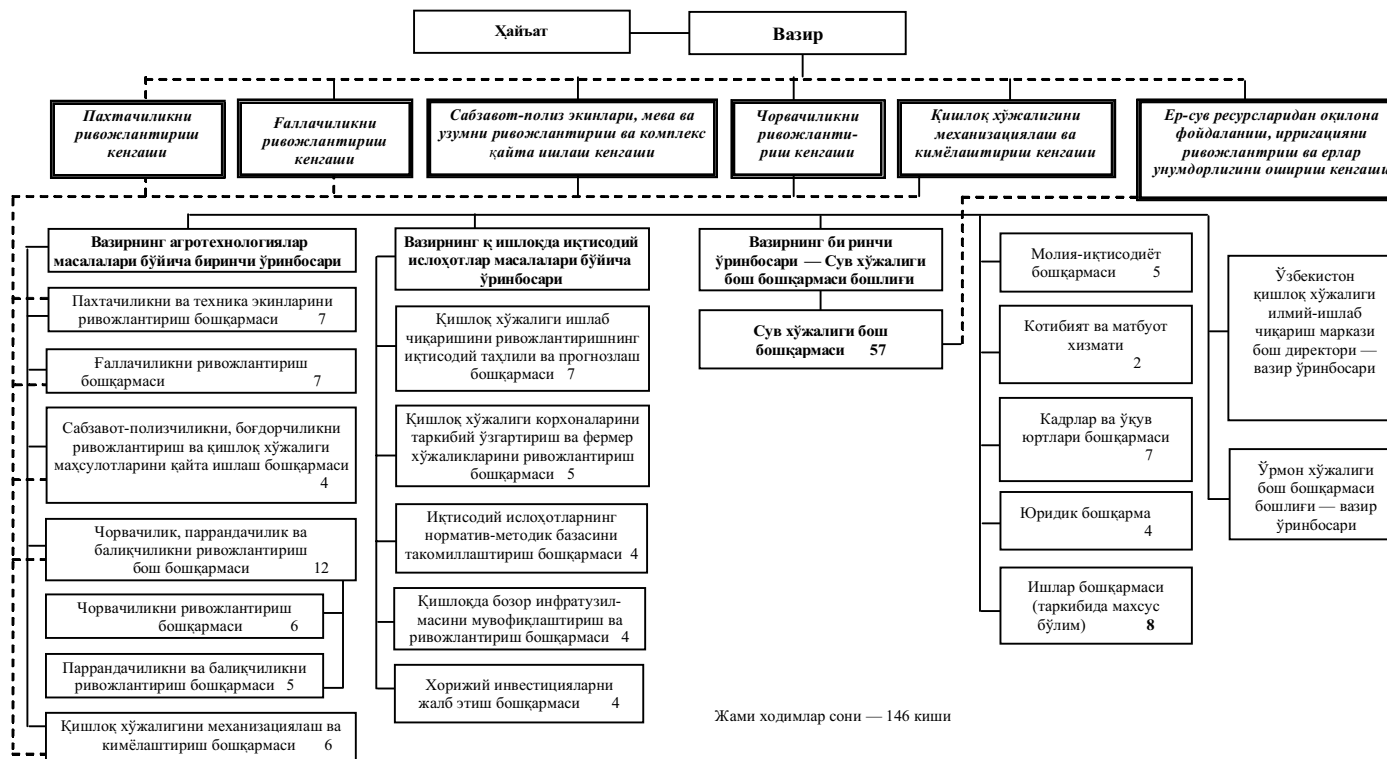 Ҳайъат
Вазир
Пахтачиликни
ривожлантириш
кенгаши
Ғаллачиликни
ривожлантириш
кенгаши
Сабзавот-полиз экинлари, мева ва
узумни ривожлантириш ва комплекс
қайта ишлаш кенгаши
Чорвачиликни
ривожланти-
риш кенгаши
Қишлоқ хўжалигини
механизациялаш ва
кимёлаштириш кенгаши
Ер-сув ресурсларидан оқилона
фойдаланиш, ирригацияни
ривожлантриш ва ерлар
унумдорлигини ошириш кенгаши
Вазирнинг агротехнологиялар
масалалари бўйича биринчи ўринбосари
Пахтачиликни ва техника экинларини
ривожлантириш бошқармаси 7
Ғаллачиликни ривожлантириш
бошқармаси 7
Сабзавот-полизчиликни, боғдорчиликни
ривожлантириш ва қишлоқ хўжалиги
маҳсулотларини қайта ишлаш бошқармаси
4
Чорвачилик, паррандачилик ва
балиқчиликни ривожлантириш
бош бошқармаси 12
Чорвачиликни ривожлантириш
бошқармаси 6
Паррандачиликни ва балиқчиликни
ривожлантириш бошқармаси 5
Қишлоқ хўжалигини механизациялаш ва
кимёлаштириш бошқармаси 6
Вазирнинг қ ишлоқда иқтисодий
ислоҳотлар масалалари бўйича
ўринбосари
Қишлоқ хўжалиги ишлаб
чиқаришини ривожлантиришнинг
иқтисодий таҳлили ва прогнозлаш
бошқармаси 7
Қишлоқ хўжалиги корхоналарини
таркибий ўзгартириш ва фермер
хўжаликларини ривожлантириш
бошқармаси 5
Иқтисодий ислоҳотларнинг
норматив-методик базасини
такомиллаштириш бошқармаси 4
Қишлоқда бозор инфратузил-
масини мувофиқлаштириш ва
ривожлантириш бошқармаси 4
Хорижий инвестицияларни
жалб этиш бошқармаси 4
Вазирнинг би ринчи
ўринбосари — Сув хўжалиги
бош бошқармаси бошлиғи
Сув хўжалиги бош
бошқармаси 57
Молия-иқтисодиёт
бошқармаси 5
Котибият ва матбуот
хизмати
2
Кадрлар ва ўқув
юртлари бошқармаси
7
Юридик бошқарма
4
Ишлар бошқармаси
(таркибида махсус
бўлим) 8
Ўзбекистон
қишлоқ хўжалиги
илмий-ишлаб
чиқариш маркази
бош директори —
вазир ўринбосари
Ўрмон хўжалиги
бош бошқармаси
бошлиғи — вазир
ўринбосари
Жами ходимлар сони — 146 киши